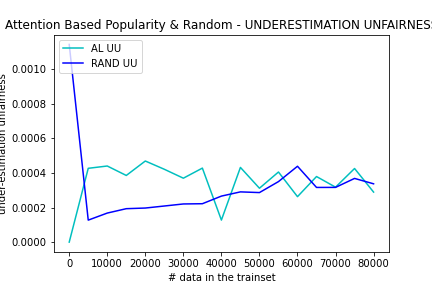 Attention Based Popularity & Random - UNDERESTIMATION UNFAIRNES
AL UU
RAND UU
under-estimation unfairness
0.0010
0.0008
0.0006
0.0004
0.0002
0.0000
0 10000 20000 30000 40000 50000 60000 70000 80000
# data in the trainset